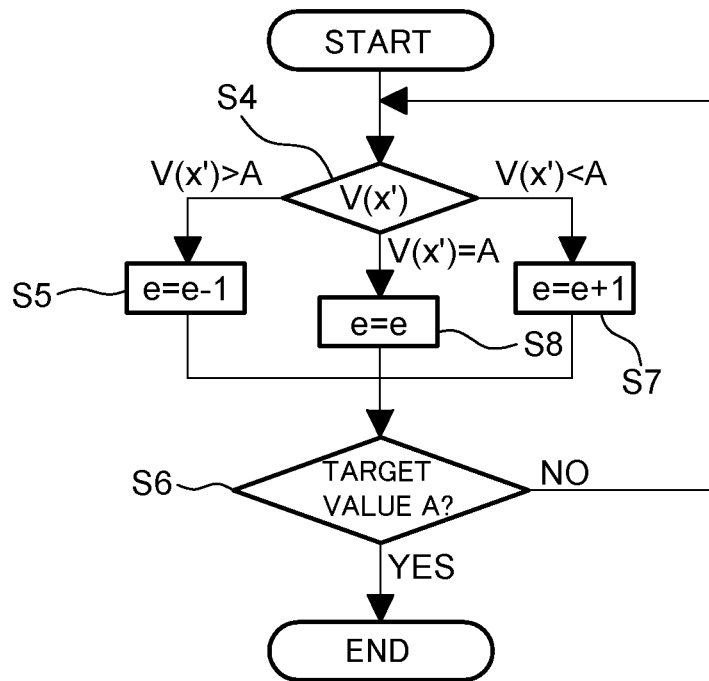 START
S4
V(x')>A
V(x')
V(x')<A
V(x')=A
S5
e=e-1
e=e
e=e+1
S8
S7
S6
TARGET
VALUE A?
NO
YES
END